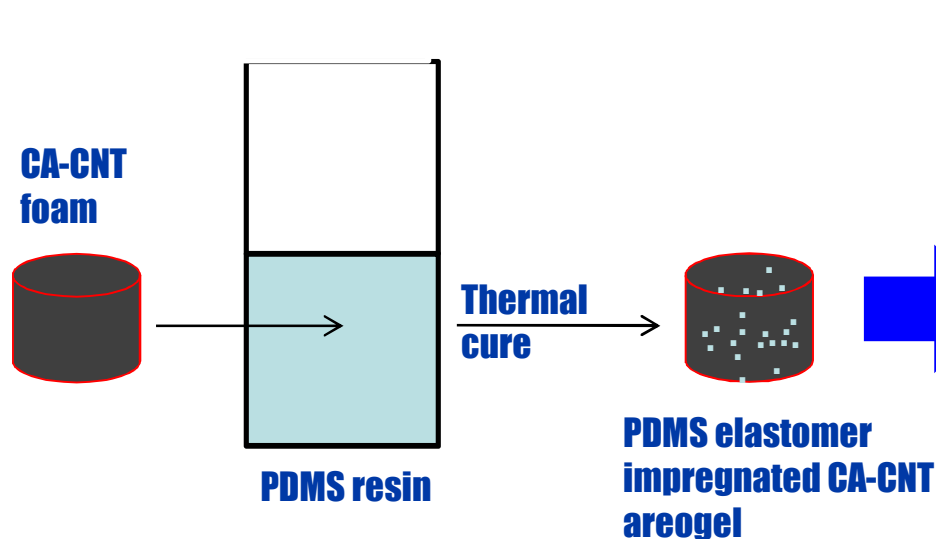 CA-CNT
foam
Thermal
cure
PDMS resin
PDMS elastomer
impregnated CA-CNT
areogel